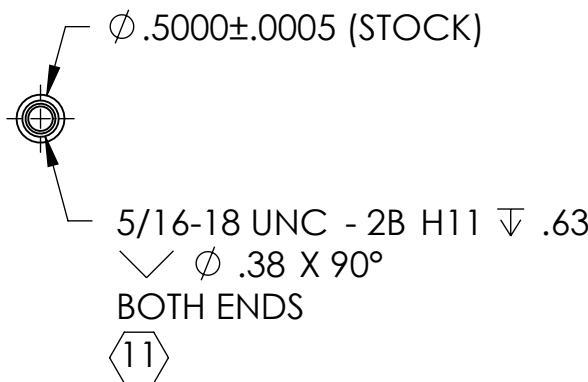 ⌀ .5000±.0005 (STOCK)
5/16-18 UNC - 2B H11 ↧ .63
⌵ ⌀ .38 X 90°
BOTH ENDS
11